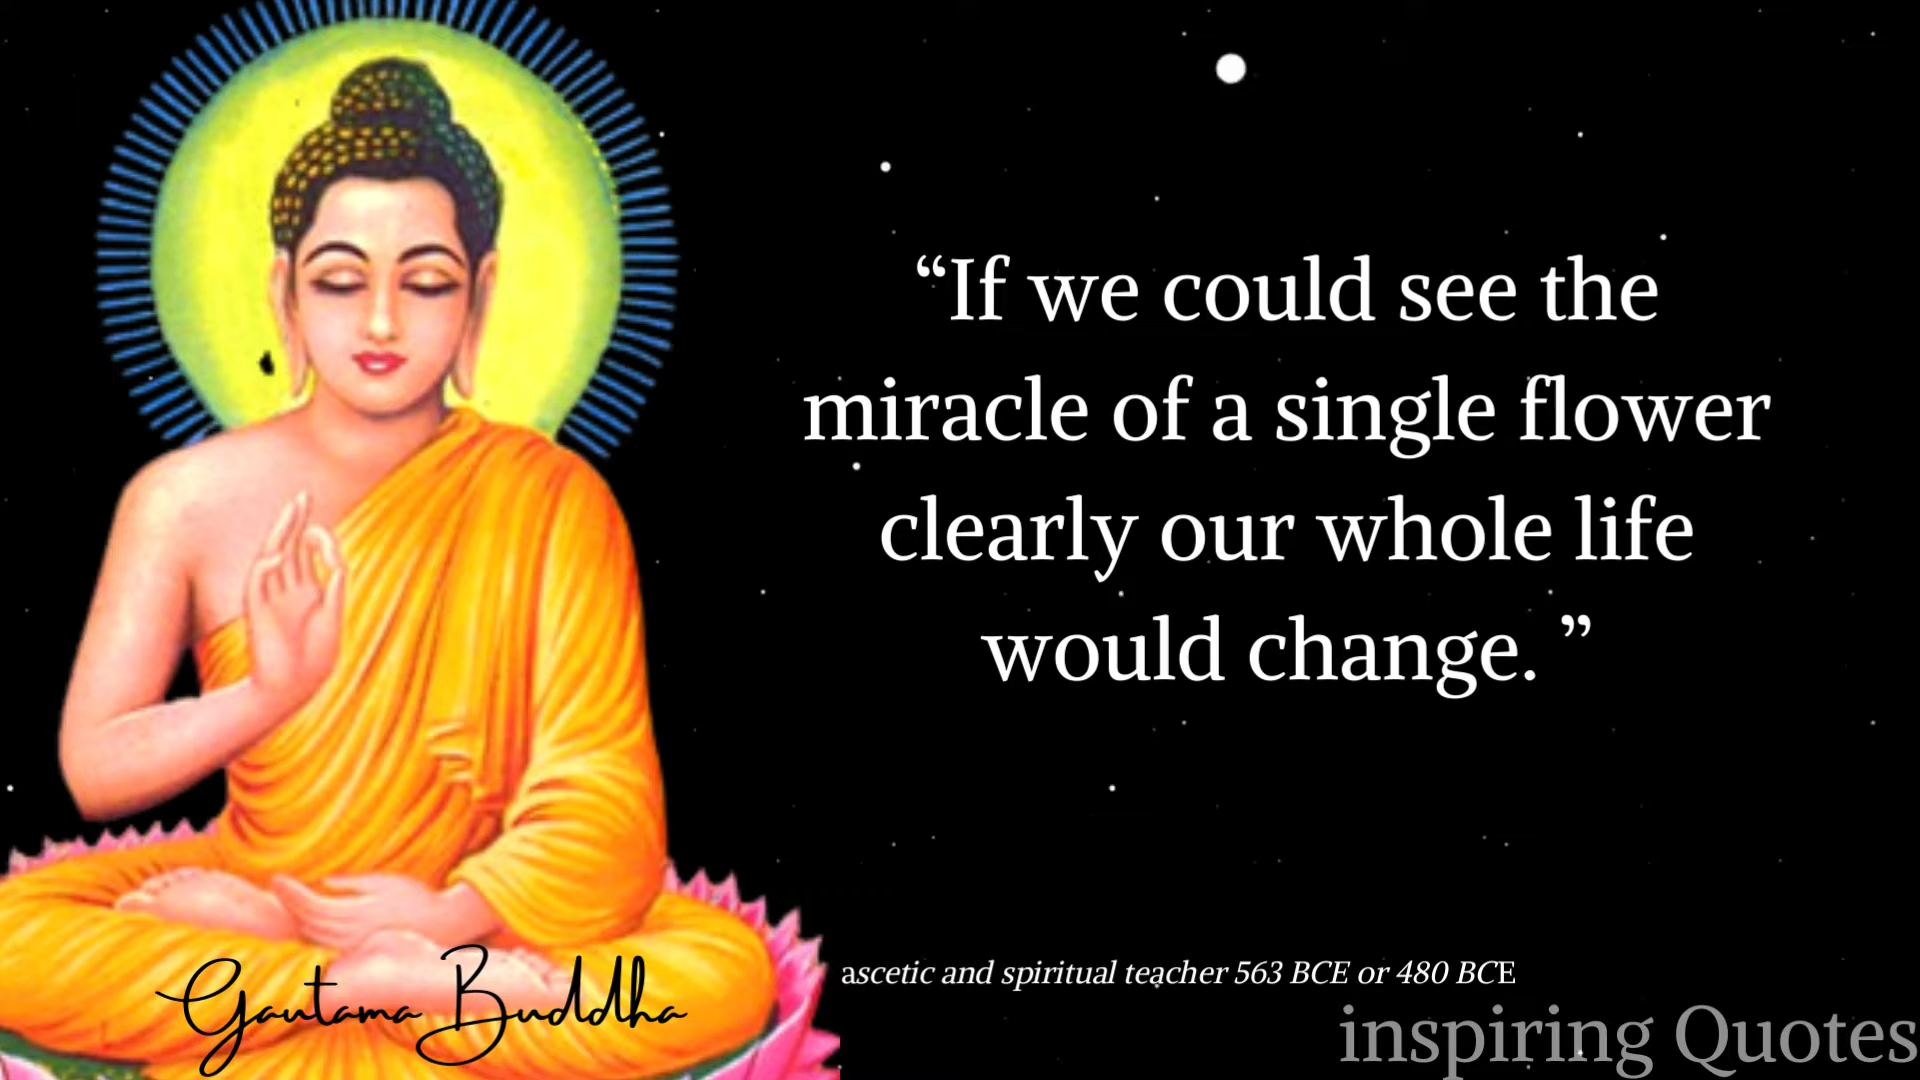 “If we could see the
miracle of a single flower
clearly our whole life
would change. ”
Gautama Buddha
ascetic and spiritual teacher 563 BCE or 480 BCE
inspiring Quotes